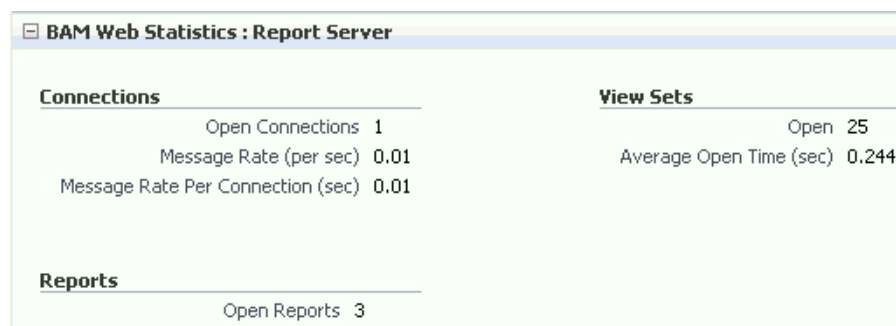 BAM Web Statistics : Report Server
Connections
Open Connections 1
Message Rate (per sec) 0.01
Message Rate Per Connection (sec) 0.01
View Sets
Open 25
Average Open Time (sec) 0.244
Reports
Open Reports 3